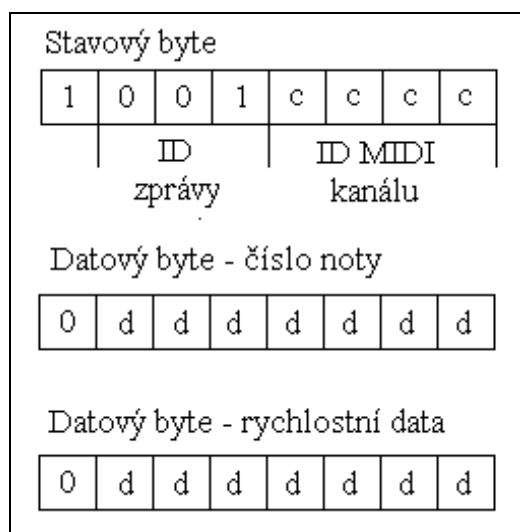 Stavový byte
1 0 0 1 c c c c
ID ID MIDI
zprávy kanálu
Datový byte - číslo noty
0 d d d d d d d
Datový byte - rychlostní data
0 d d d d d d d